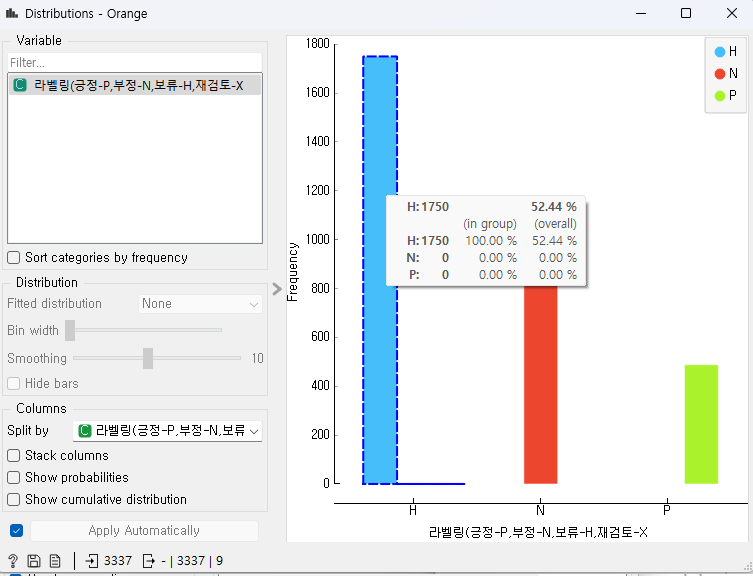 Distributions - Orange
Variable
Filter...
C 라벨링(긍정-P,부정-N,보류-H,재검토-X
Sort categories by frequency
Distribution
Fitted distribution None
Bin width
Smoothing 10
Hide bars
Columns
Split by C 라벨링(긍정-P,부정-N,보류
Stack columns
Show probabilities
Show cumulative distribution
Apply Automatically
? 3337 - | 3337 | 9
Frequency
1800
1600
1400
1200
1000
800
600
400
200
0
H: 1750 52.44 %
(in group) (overall)
H: 1750 100.00 % 52.44 %
N: 0 0.00 % 0.00 %
P: 0 0.00 % 0.00 %
H
N
P
H N P
라벨링(긍정-P,부정-N,보류-H,재검토-X